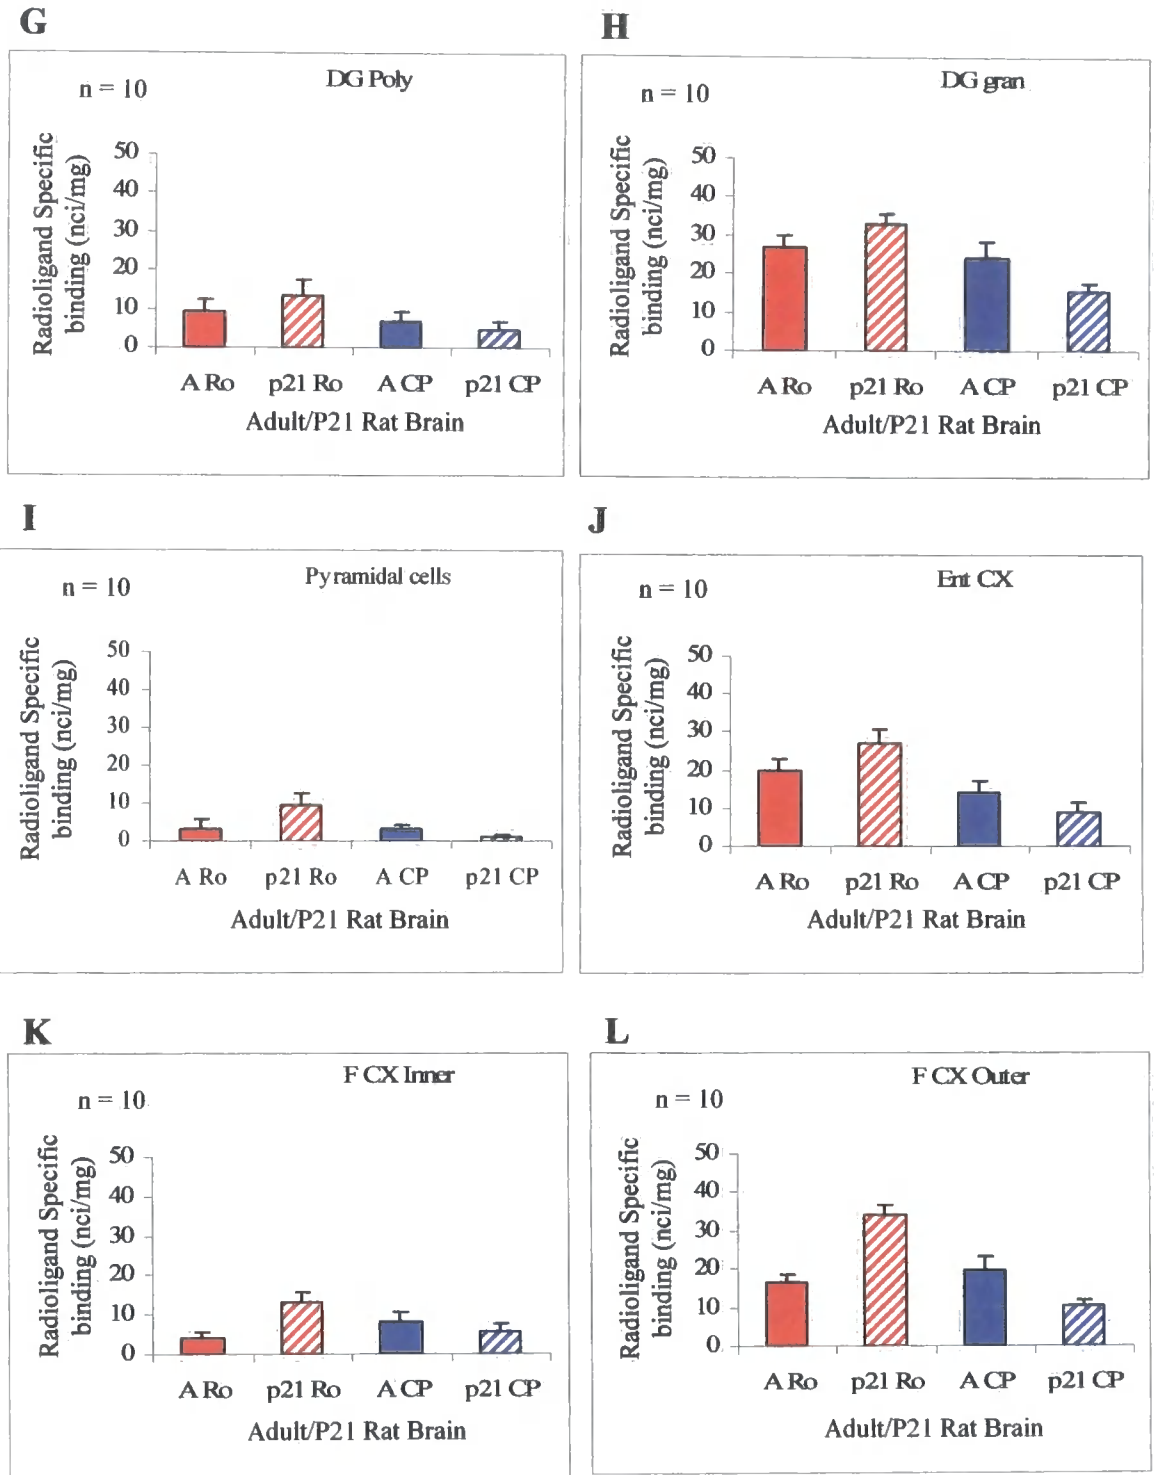 G
DG Poly
n = 10
Radioligand Specific
binding (nci/mg)
50
40
30
20
10
0
A Ro p21 Ro A CP p21 CP
Adult/P21 Rat Brain
H
DG gran
n = 10
Radioligand Specific
binding (nci/mg)
50
40
30
20
10
0
A Ro p21 Ro A CP p21 CP
Adult/P21 Rat Brain
I
Pyramidal cells
n = 10
Radioligand Specific
binding (nci/mg)
50
40
30
20
10
0
A Ro p21 Ro A CP p21 CP
Adult/P21 Rat Brain
J
Ent CX
n = 10
Radioligand Specific
binding (nci/mg)
50
40
30
20
10
0
A Ro p21 Ro A CP p21 CP
Adult/P21 Rat Brain
K
F CX Inner
n = 10
Radioligand Specific
binding (nci/mg)
50
40
30
20
10
0
A Ro p21 Ro A CP p21 CP
Adult/P21 Rat Brain
L
F CX Outer
n = 10
Radioligand Specific
binding (nci/mg)
50
40
30
20
10
0
A Ro p21 Ro A CP p21 CP
Adult/P21 Rat Brain